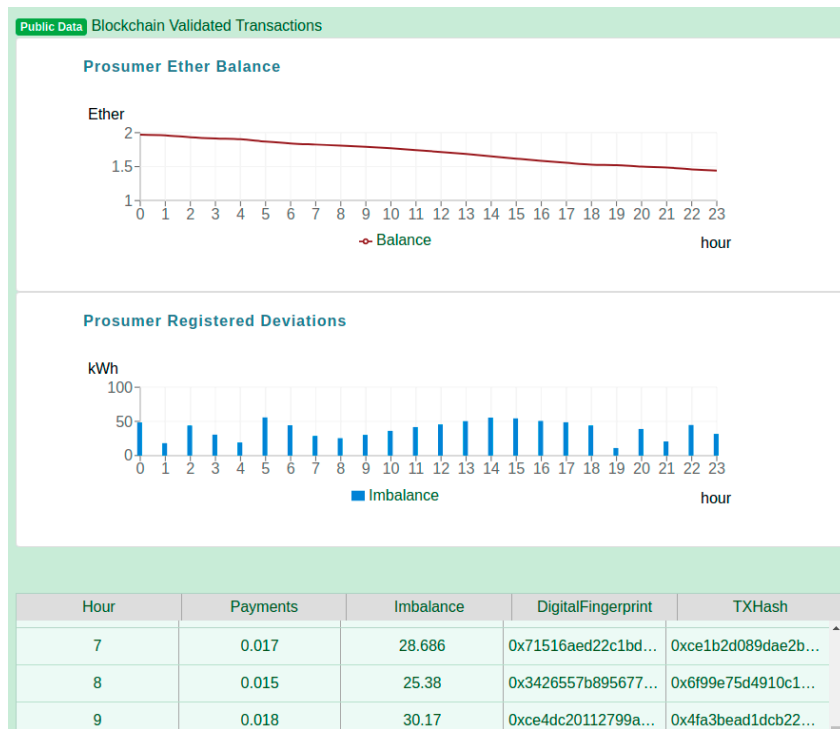 Public Data Blockchain Validated Transactions
Prosumer Ether Balance
Ether
2
1.5
1
0 1 2 3 4 5 6 7 8 9 10 11 12 13 14 15 16 17 18 19 20 21 22 23
Balance
hour
Prosumer Registered Deviations
kWh
100
50
0
0 1 2 3 4 5 6 7 8 9 10 11 12 13 14 15 16 17 18 19 20 21 22 23
Imbalance
hour
Hour Payments Imbalance DigitalFingerprint TXHash
7 0.017 28.686 0x71516aed22c1bd... 0xce1b2d089dae2b...
8 0.015 25.38 0x3426557b895677... 0x6f99e75d4910c1...
9 0.018 30.17 0xce4dc20112799a... 0x4fa3bead1dcb22...